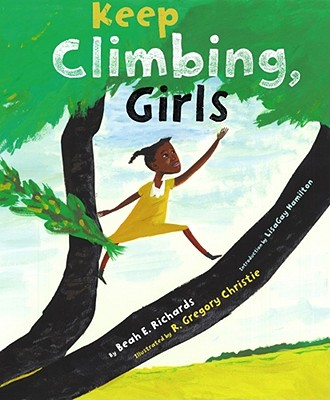 Keep
Climbing,
Girls
By Beah E. Richards
Illustrated by R. Gregory Christie
Introduction by LisaGay Hamilton